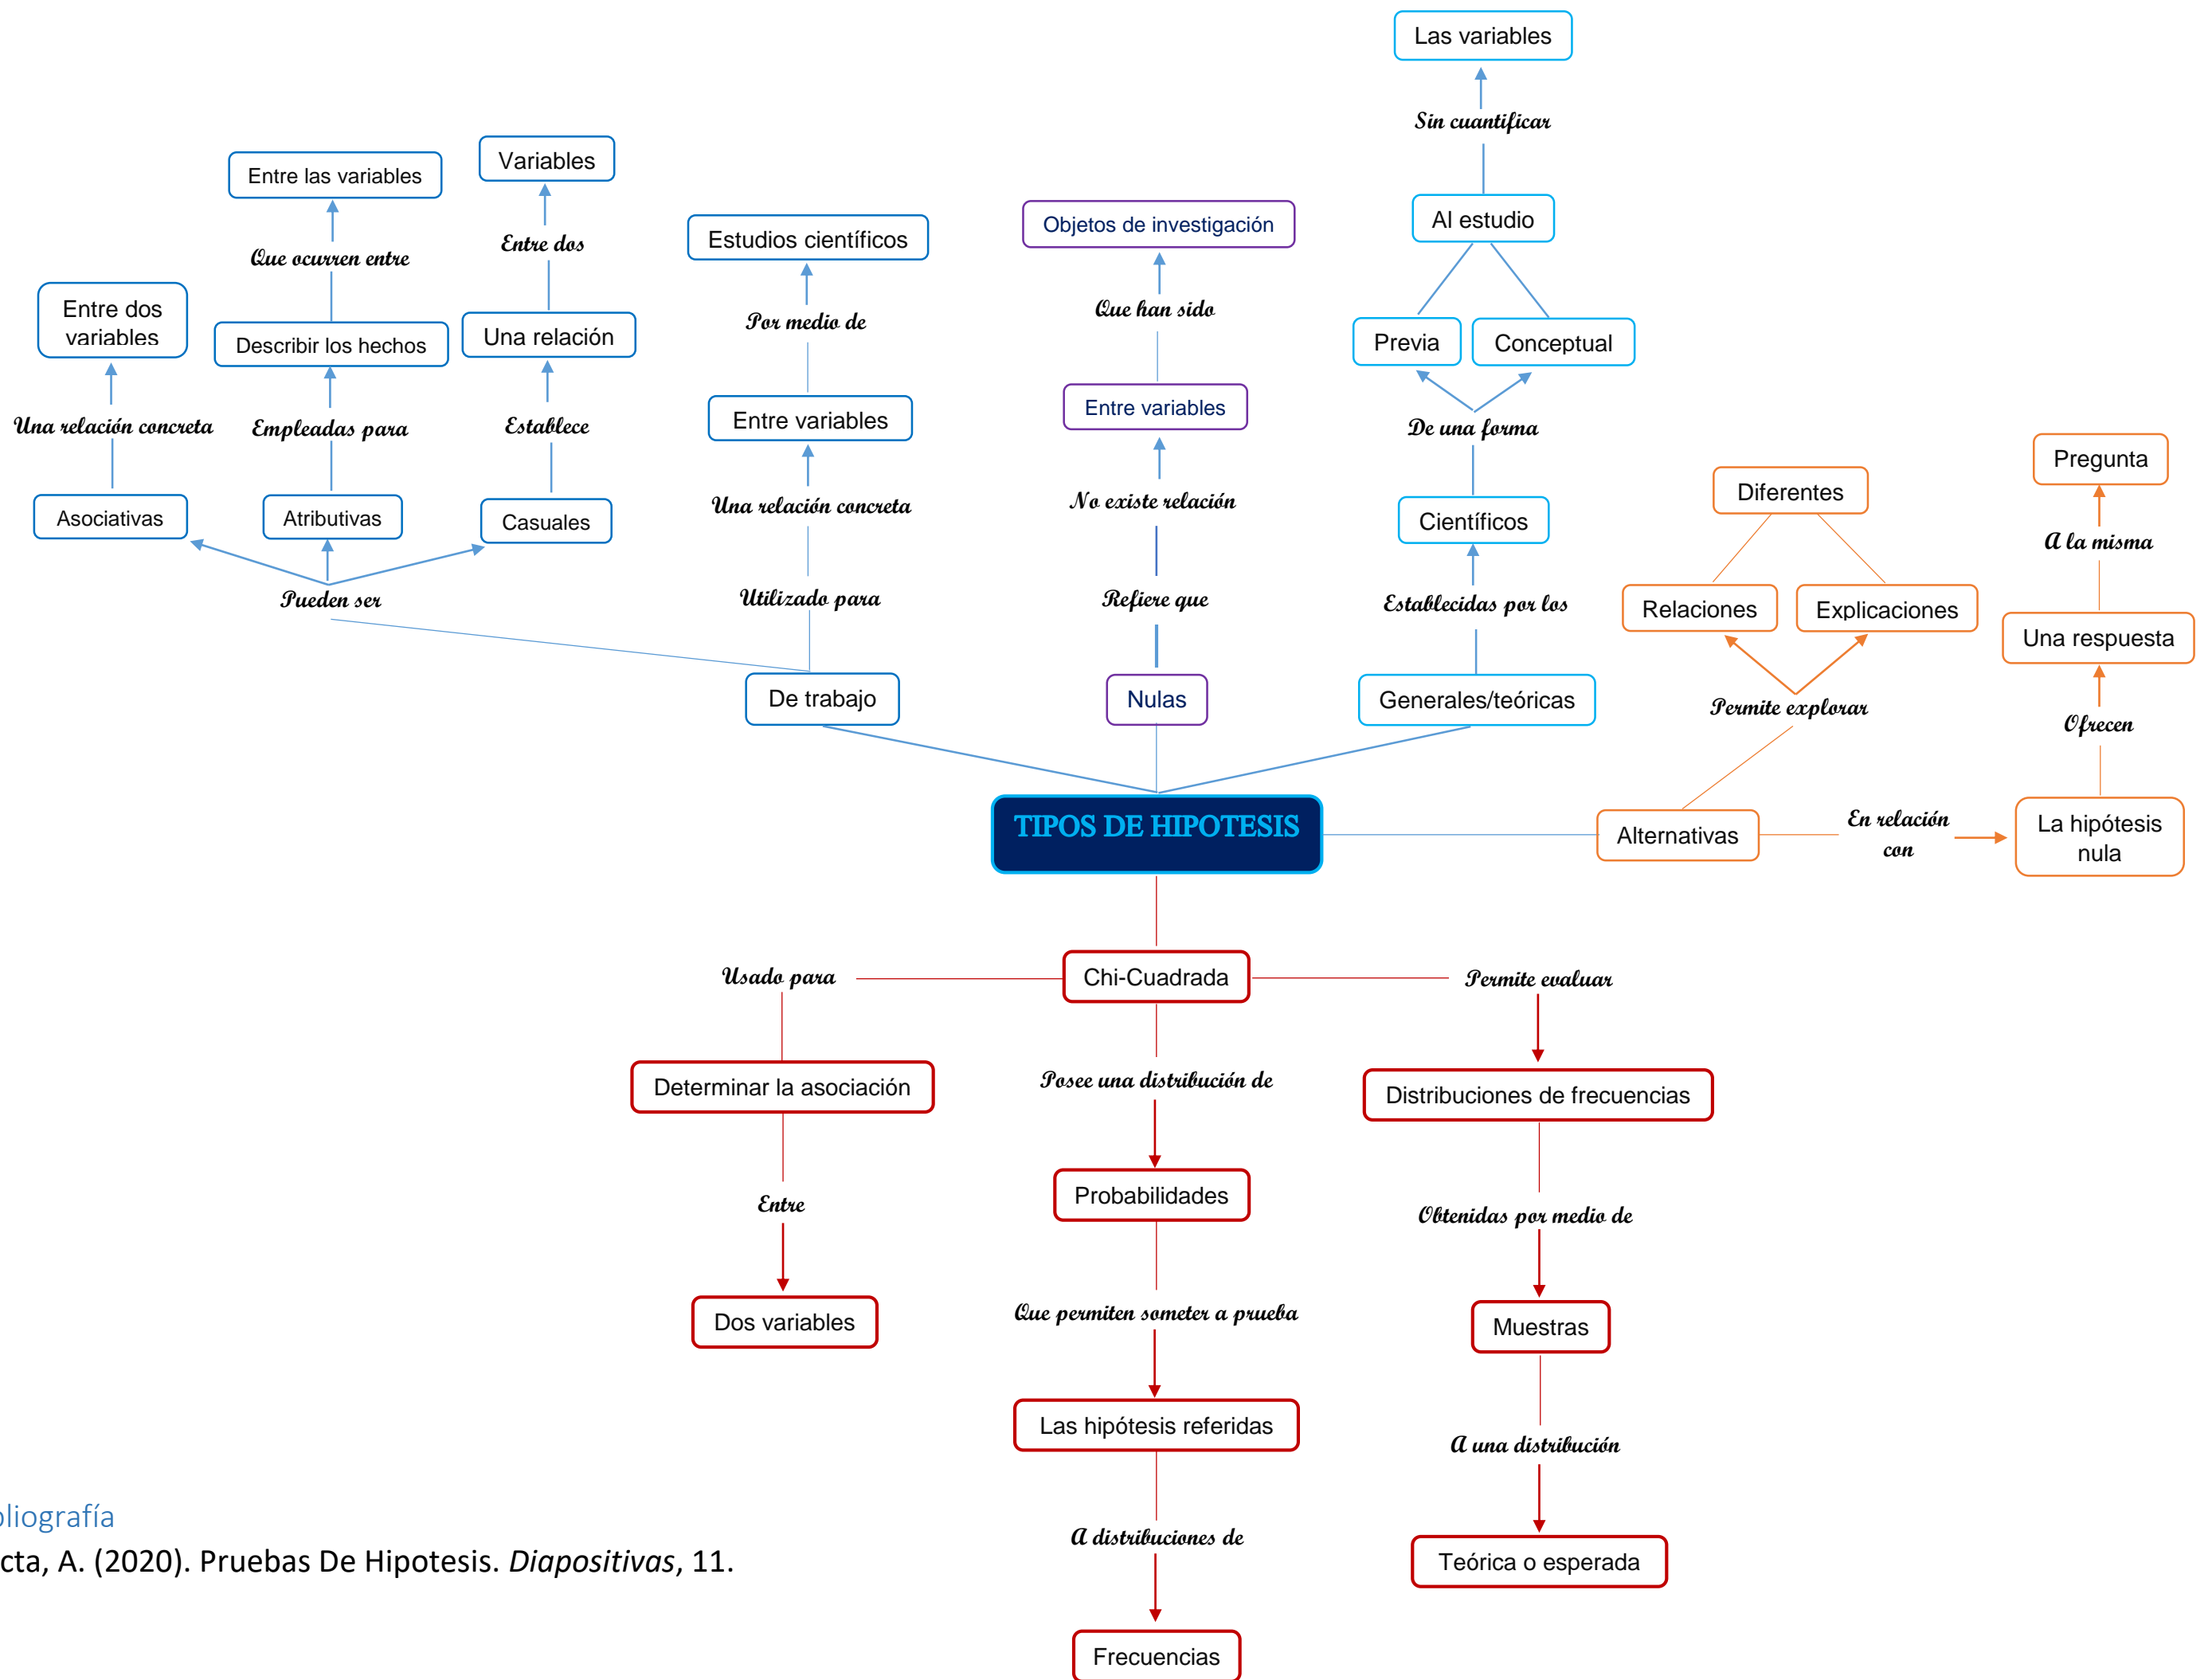 Las variables
Sin cuantificar
Variables
Entre las variables
Al estudio
Objetos de investigación
Estudios científicos
Entre dos
Que ocurren entre
Entre dos
variables
Que han sido
Por medio de
Una relación
Describir los hechos
Previa
Conceptual
Entre variables
Entre variables
Una relación concreta
Empleadas para
Establece
De una forma
Pregunta
Diferentes
Una relación concreta
No existe relación
Asociativas
Atributivas
Casuales
Científicos
A la misma
Pueden ser
Utilizado para
Refiere que
Establecidas por los
Relaciones
Explicaciones
Una respuesta
De trabajo
Nulas
Generales/teóricas
Permite explorar
Ofrecen
TIPOS DE HIPOTESIS
Alternativas
En relación
con
La hipótesis
nula
Usado para
Chi-Cuadrada
Permite evaluar
Determinar la asociación
Posee una distribución de
Distribuciones de frecuencias
Entre
Probabilidades
Obtenidas por medio de
Dos variables
Que permiten someter a prueba
Muestras
Las hipótesis referidas
A una distribución
bliografía
A distribuciones de
cta, A. (2020). Pruebas De Hipotesis. Diapositivas, 11.
Teórica o esperada
Frecuencias